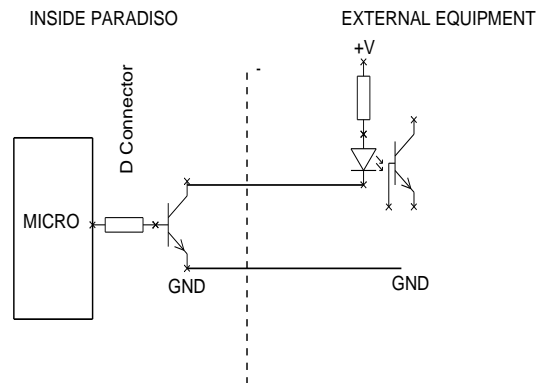 INSIDE PARADISO
EXTERNAL EQUIPMENT
+V
D Connector
MICRO
GND
GND